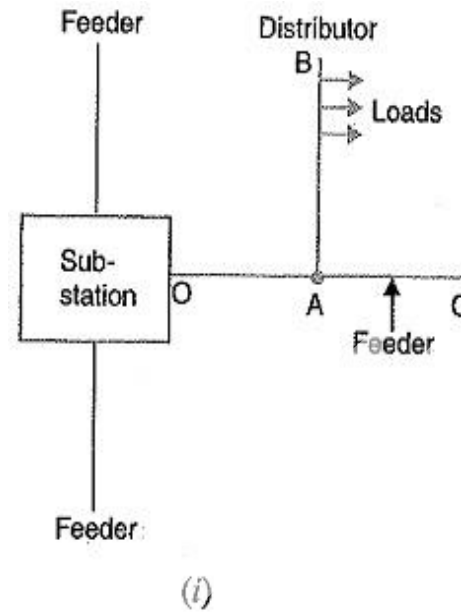 Feeder
Distributor
B
Loads
Sub-
station
O
A
C
Feeder
Feeder
(i)